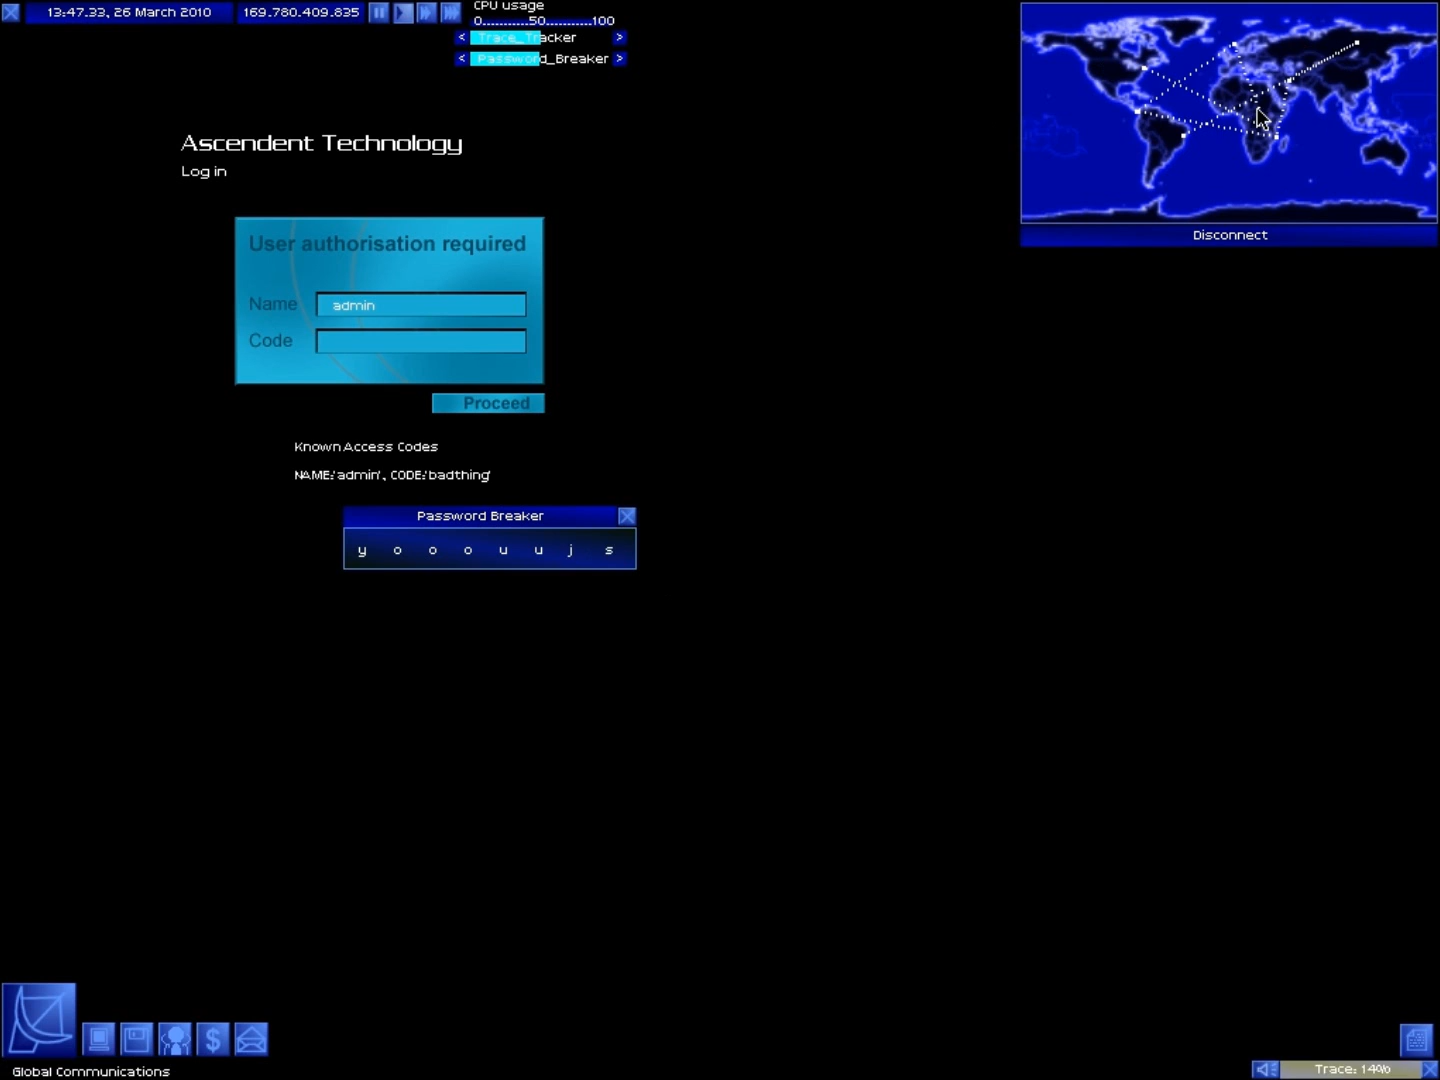 13:47.33, 26 March 2010
169.780.409.835
CPU usage
0...........50...........100
< Trace_Tracker >
< Password_Breaker >
Ascendent Technology
Log in
User authorisation required
Name admin
Code
Proceed
Known Access Codes
NAME:'admin', CODE:'badthing'
Password Breaker
y o o o u u j s
Disconnect
$
Global Communications
Trace: 14%